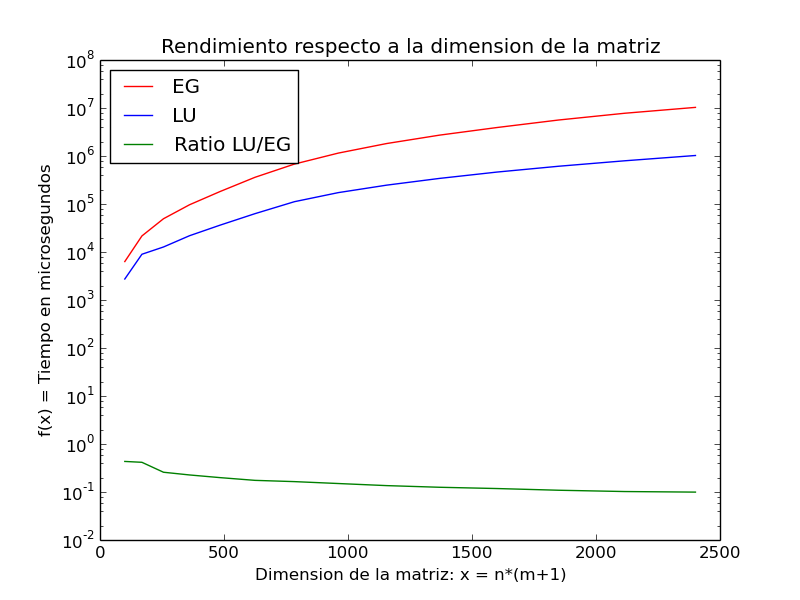 Rendimiento respecto a la dimension de la matriz
EG
LU
Ratio LU/EG
10^8
10^7
10^6
10^5
10^4
10^3
10^2
10^1
10^0
10^-1
10^-2
f(x) = Tiempo en microsegundos
0 500 1000 1500 2000 2500
Dimension de la matriz: x = n*(m+1)